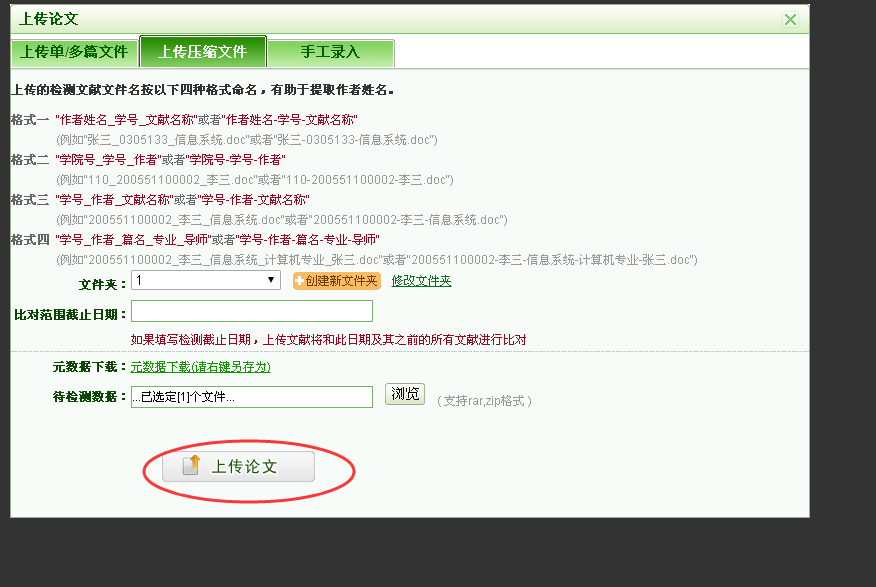 上传论文
上传单/多篇文件 上传压缩文件 手工录入
上传的检测文献文件名按以下四种格式命名，有助于提取作者姓名。
格式一 "作者姓名_学号_文献名称"或者"作者姓名-学号-文献名称"
(例如"张三_0305133_信息系统.doc"或者"张三-0305133-信息系统.doc")
格式二 "学院号_学号_作者"或者"学院号-学号-作者"
(例如"110_200551100002_李三.doc"或者"110-200551100002-李三.doc")
格式三 "学号_作者_文献名称"或者"学号-作者-文献名称"
(例如"200551100002_李三_信息系统.doc"或者"200551100002-李三-信息系统.doc")
格式四 "学号_作者_篇名_专业_导师"或者"学号-作者-篇名-专业-导师"
(例如"200551100002_李三_信息系统_计算机专业_张三.doc"或者"200551100002-李三-信息系统-计算机专业-张三.doc")
文件夹： 1 创建新文件夹 修改文件夹
比对范围截止日期：
如果填写检测截止日期，上传文献将和此日期及其之前的所有文献进行比对
元数据下载： 元数据下载(请右键另存为)
待检测数据： ...已选定[1]个文件... 浏览 （支持rar,zip格式）
上传论文